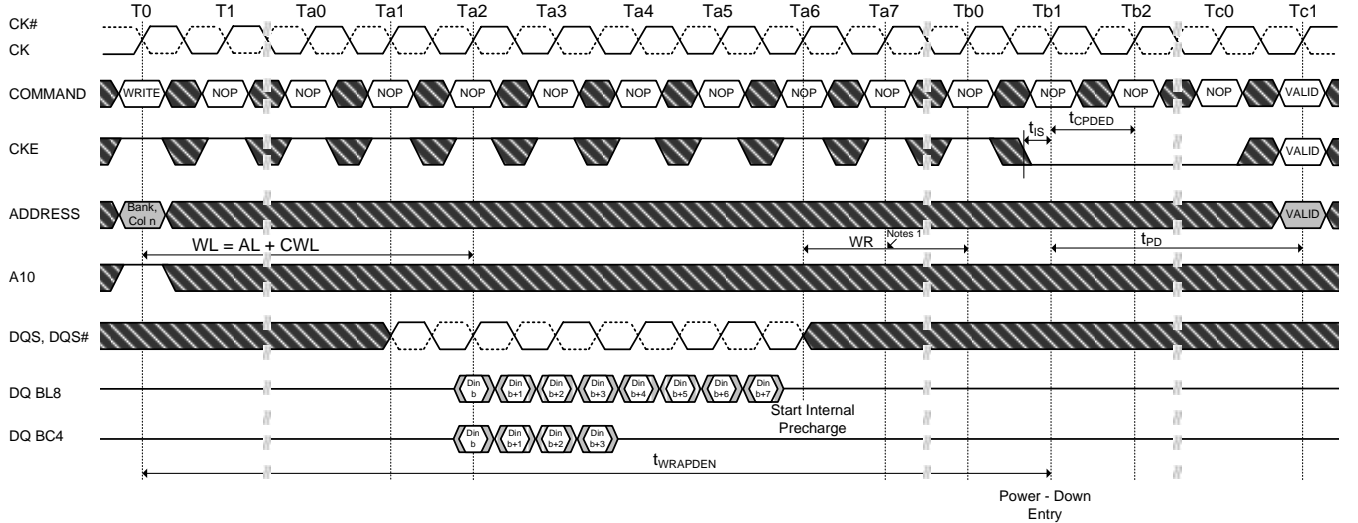 T0 T1 Ta0 Ta1 Ta2 Ta3 Ta4 Ta5 Ta6 Ta7 Tb0 Tb1 Tb2 Tc0 Tc1
CK#
CK
COMMAND WRITE NOP NOP NOP NOP NOP NOP NOP NOP NOP NOP NOP NOP NOP VALID
tIS
tCPDED
CKE VALID
ADDRESS Bank, Col n VALID
WL = AL + CWL
WR
Notes 1
tPD
A10
DQS, DQS#
DQ BL8 Din b Din b+1 Din b+2 Din b+3 Din b+4 Din b+5 Din b+6 Din b+7
Start Internal
Precharge
DQ BC4 Din b Din b+1 Din b+2 Din b+3
tWRAPDEN
Power - Down
Entry